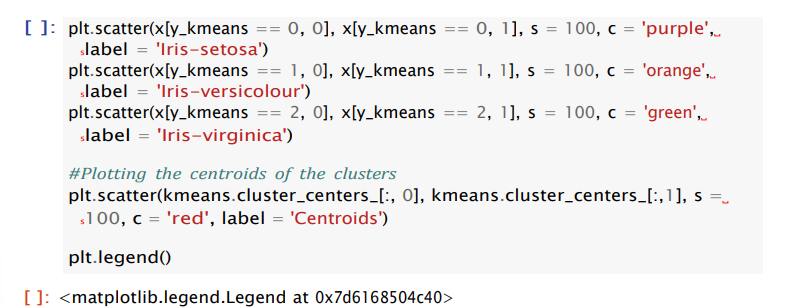 [ ]: plt.scatter(x[y_kmeans == 0, 0], x[y_kmeans == 0, 1], s = 100, c = 'purple',
label = 'Iris-setosa')
plt.scatter(x[y_kmeans == 1, 0], x[y_kmeans == 1, 1], s = 100, c = 'orange',
label = 'Iris-versicolour')
plt.scatter(x[y_kmeans == 2, 0], x[y_kmeans == 2, 1], s = 100, c = 'green',
label = 'Iris-virginica')
#Plotting the centroids of the clusters
plt.scatter(kmeans.cluster_centers_[:, 0], kmeans.cluster_centers_[:,1], s =
100, c = 'red', label = 'Centroids')
plt.legend()
[ ]: <matplotlib.legend.Legend at 0x7d6168504c40>